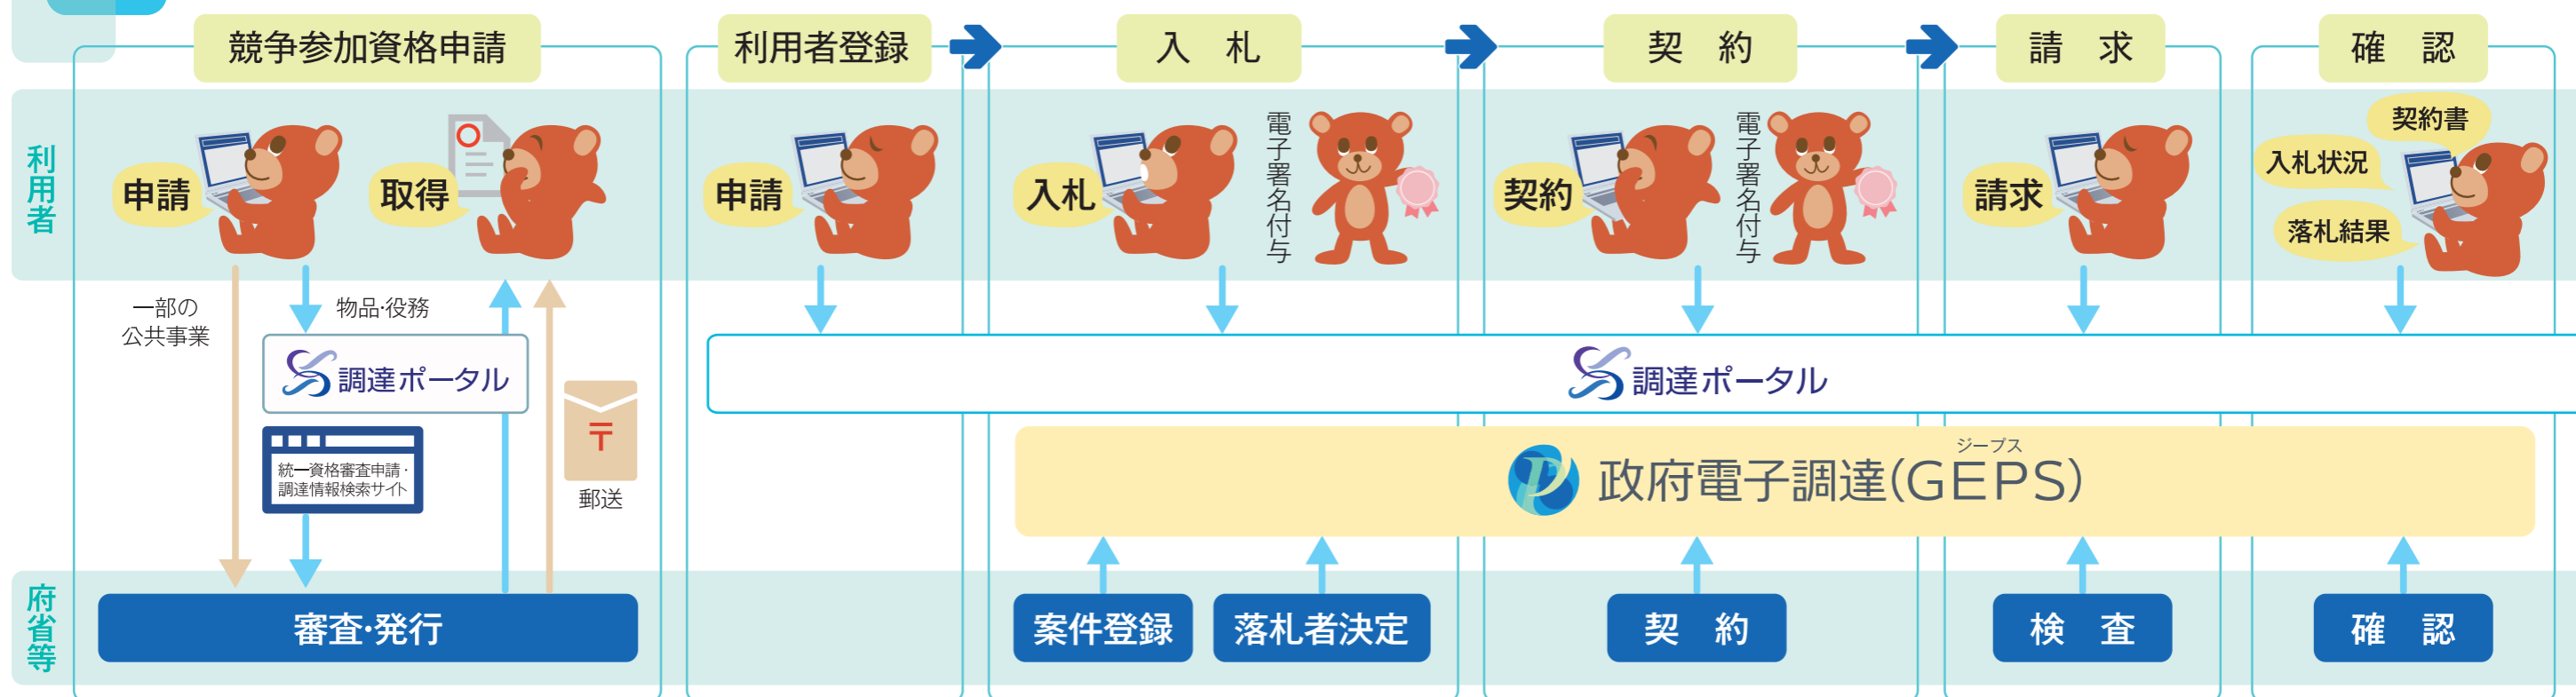 競争参加資格申請
利用者登録
入 札
契 約
請 求
確 認
利用者
申請
取得
申請
入札
電子署名付与
契約
電子署名付与
請求
契約書
入札状況
落札結果
一部の
公共事業
物品・役務
調達ポータル
統一資格審査申請・
調達情報検索サイト
〒
郵送
調達ポータル
ジープス
政府電子調達(GEPS)
府省等
審査・発行
案件登録
落札者決定
契 約
検 査
確 認